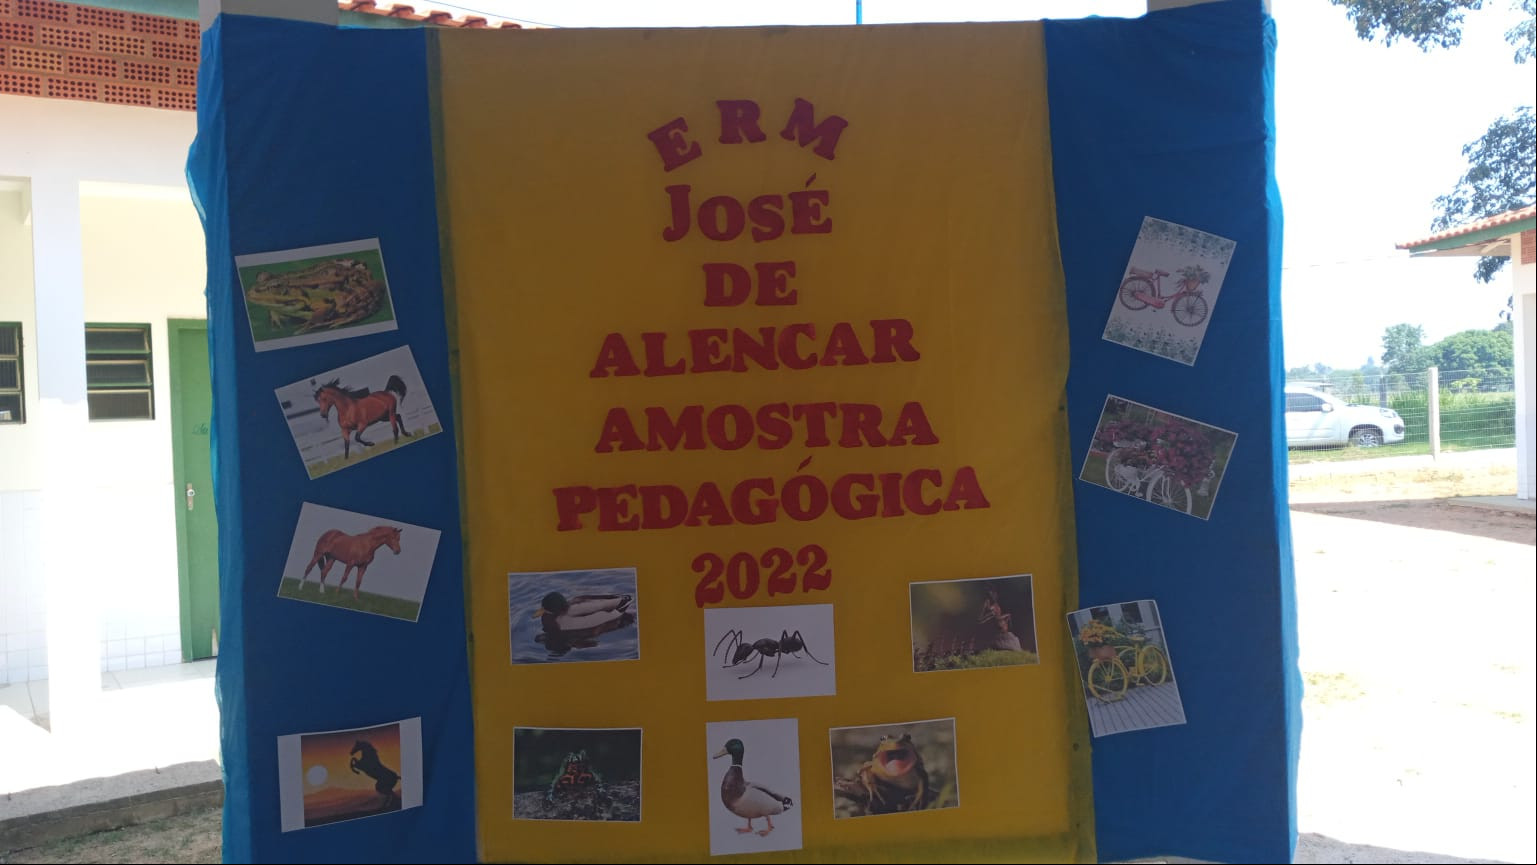 ERM
JOSÉ
DE
ALENCAR
AMOSTRA
PEDAGÓGICA
2022